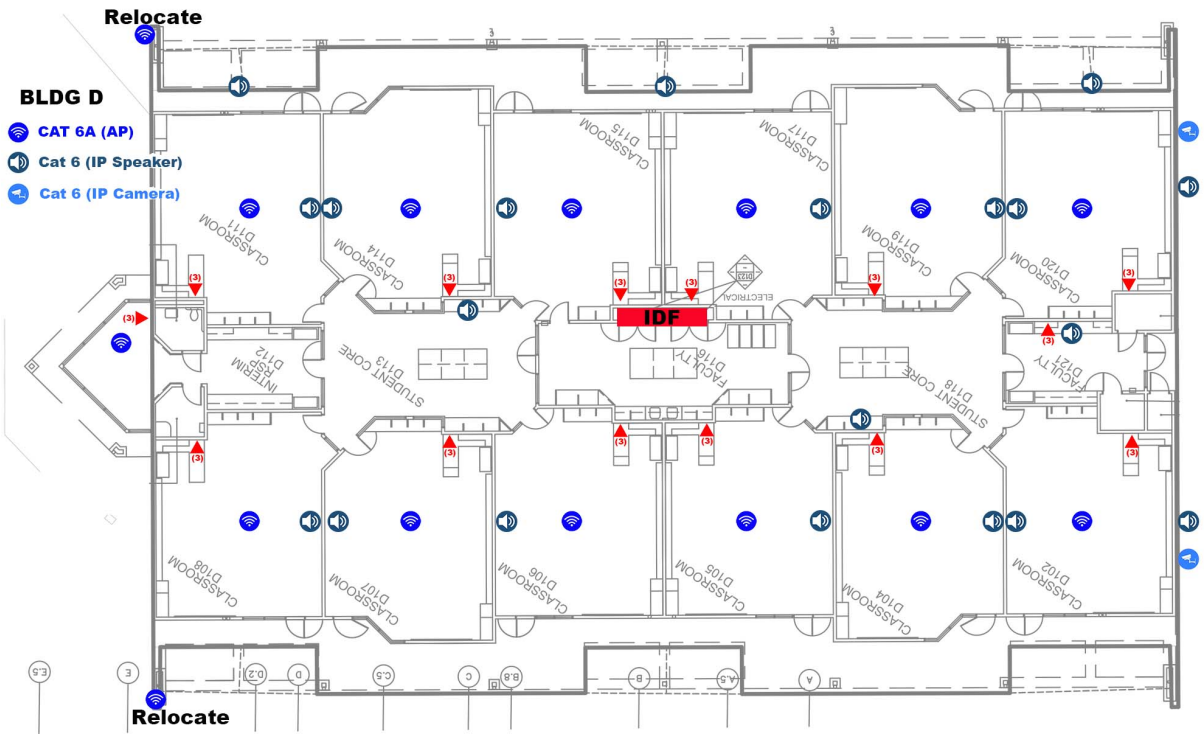 Relocate
3
3
BLDG D
CAT 6A (AP)
Cat 6 (IP Speaker)
Cat 6 (IP Camera)
CLASSROOM
D111
CLASSROOM
D114
CLASSROOM
D115
CLASSROOM
D117
CLASSROOM
D119
CLASSROOM
D120
(3)
(3)
(3)
(3)
(3)
(3)
D123
ELECTRICAL
IDF
(3)
(3)
INTERIM
RSP
D112
STUDENT CORE
D113
FACULTY
D116
STUDENT CORE
D118
FACULTY
D121
(3)
(3)
(3)
(3)
(3)
(3)
CLASSROOM
D108
CLASSROOM
D107
CLASSROOM
D106
CLASSROOM
D105
CLASSROOM
D104
CLASSROOM
D102
E.5
E
D.2
D
C.5
C
B.8
B
A.5
A
Relocate